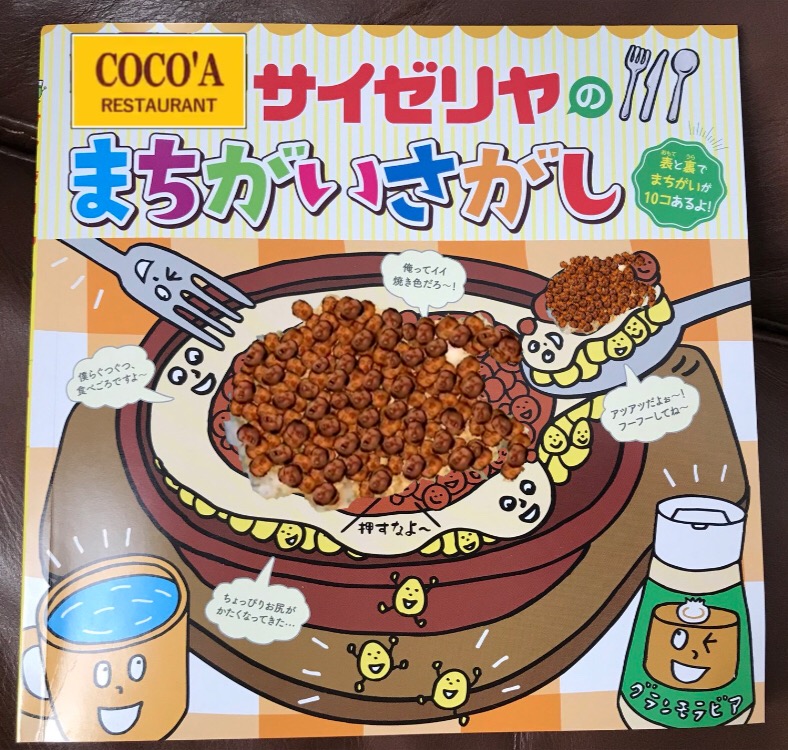 COCO'A
RESTAURANT
サイゼリヤの
まちがいさがし
表と裏で
まちがいが
10コあるよ!
俺ってイイ
焼き色だろ〜!
僕らぐつぐつ、
食べごろですよ〜
アツアツだよぉ〜!
フーフーしてね〜
押すなよ〜
ちょっぴりお尻が
かたくなってきた…
グランモラビア